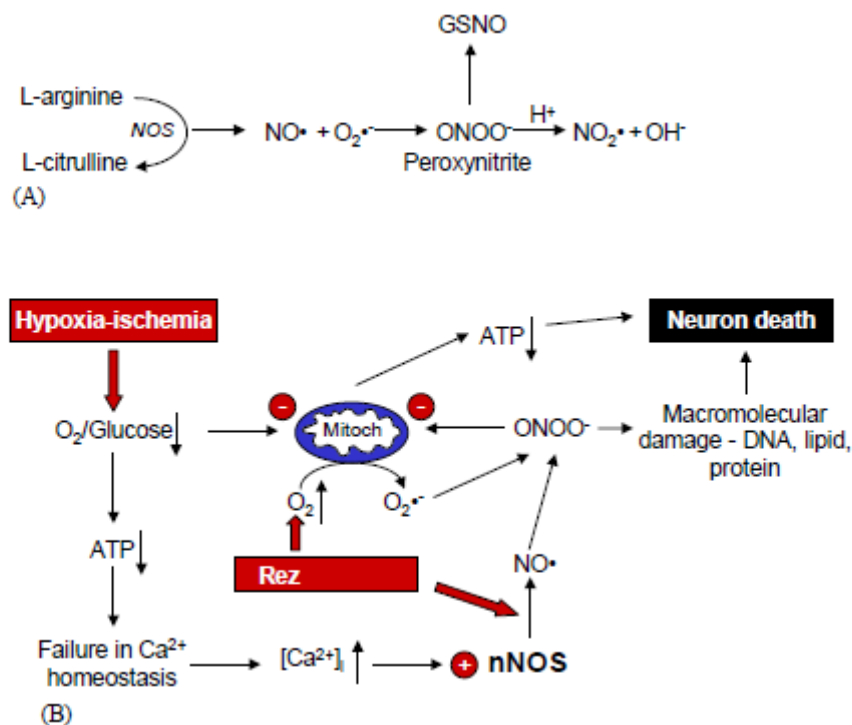 GSNO
L-arginine
NOS
NO• + O₂•⁻
ONOO⁻
H⁺
NO₂• + OH⁻
L-citrulline
Peroxynitrite
(A)
Hypoxia-ischemia
Neuron death
ATP
O₂/Glucose
Mitoch
ONOO⁻
Macromolecular
damage - DNA, lipid,
protein
O₂
O₂•⁻
ATP
Rez
NO•
Failure in Ca²⁺
homeostasis
[Ca²⁺]ᵢ
+ nNOS
(B)